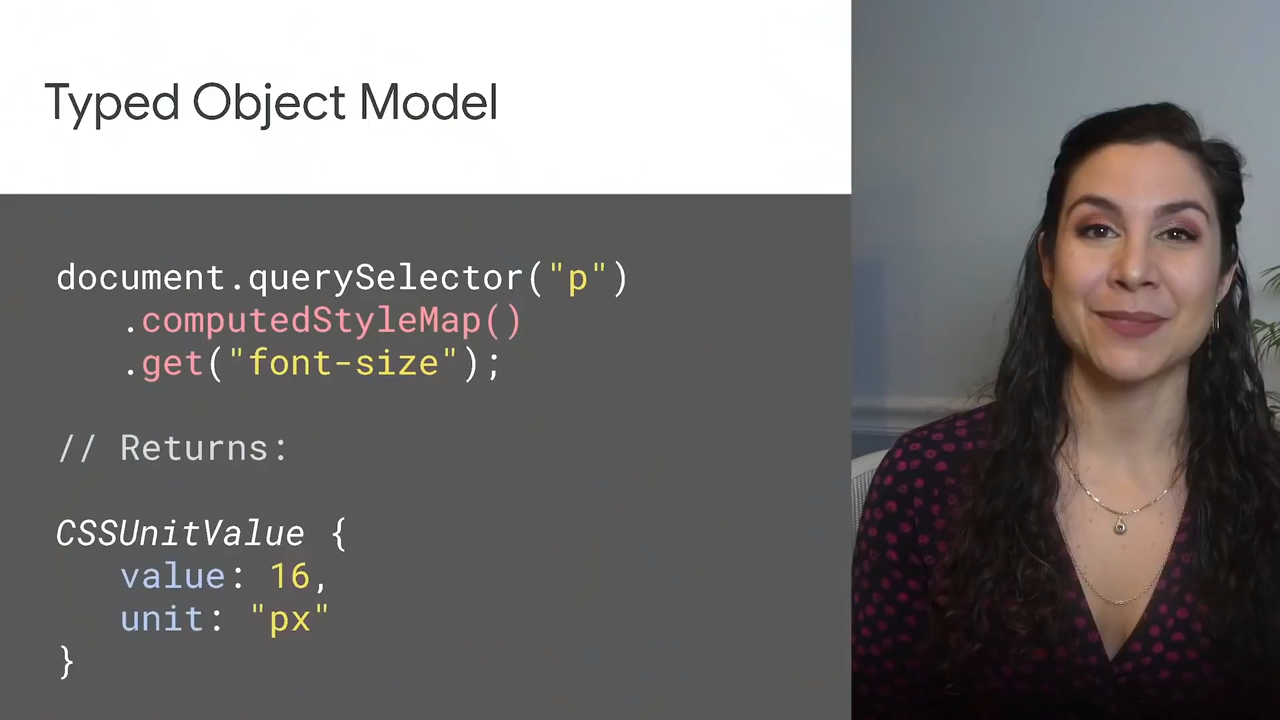 Typed Object Model
document.querySelector("p")
.computedStyleMap()
.get("font-size");
// Returns:
CSSUnitValue {
value: 16,
unit: "px"
}